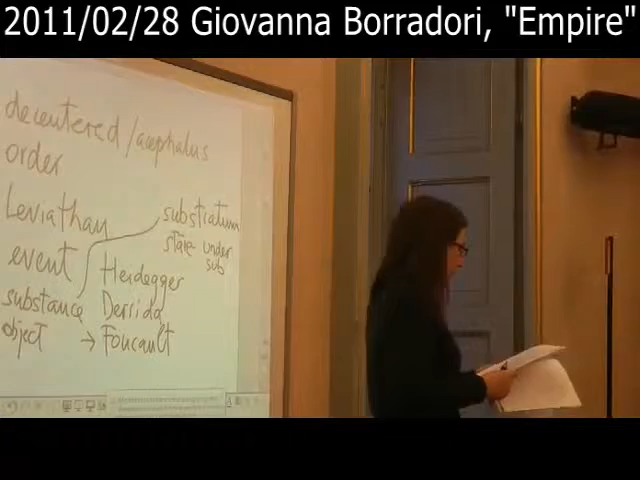 2011/02/28 Giovanna Borradori, "Empire"
decentered / acephalus
order
Leviathan
substratum
event
under
sub
Heidegger
substance
Derrida
object
→ Foucault